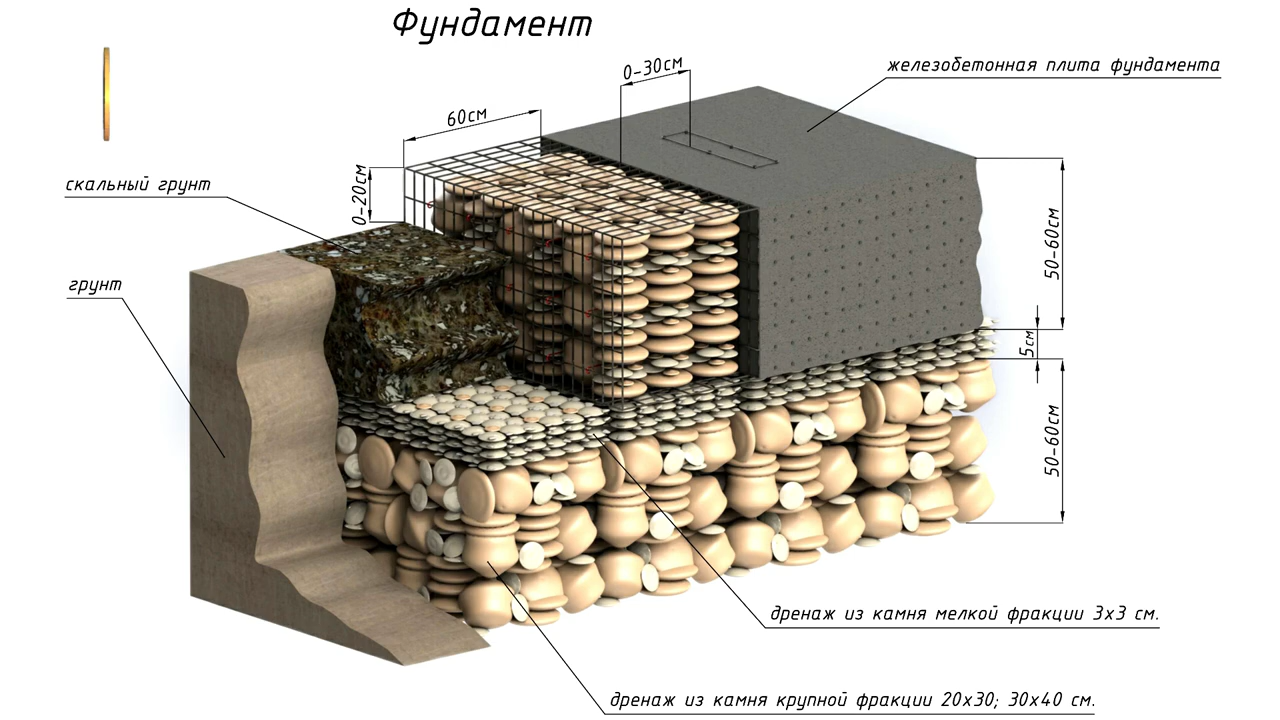 Фундамент
0-30см
железобетонная плита фундамента
60см
0-20см
скальный грунт
грунт
50-60см
5см
50-60см
дренаж из камня мелкой фракции 3х3 см.
дренаж из камня крупной фракции 20х30; 30х40 см.